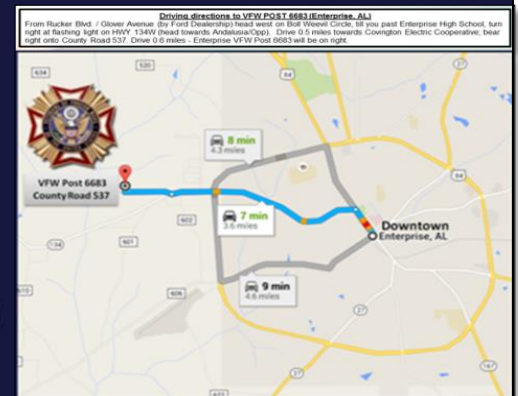 Driving directions to VFW POST 6683 (Enterprise, AL)
From Rucker Blvd. / Glover Avenue (by Ford Dealership) head west on Boll Weevil Circle, till you past Enterprise High School, turn
right at flashing light on HWY 134W (head towards Andalusia/Opp). Drive 0.5 miles towards Covington Electric Cooperative; bear
right onto County Road 537. Drive 0.6 miles - Enterprise VFW Post 6683 will be on right.
520
27
634
84
8 min
4.3 miles
VFW Post 6683
County Road 537
84
7 min
3.6 miles
602
Downtown
Enterprise, AL
134
601
9 min
4.6 miles
606
610
27
27
167